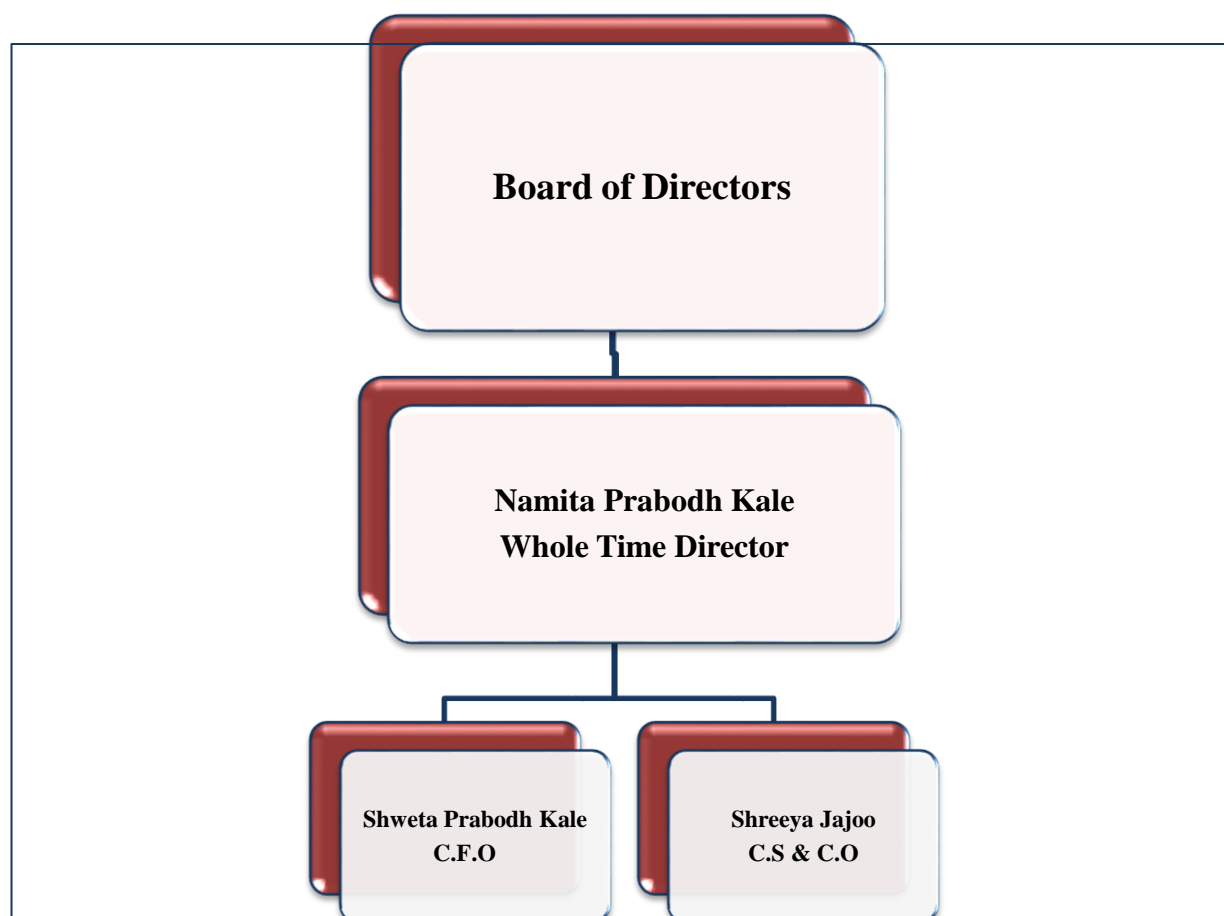 Board of Directors
Namita Prabodh Kale
Whole Time Director
Shweta Prabodh Kale
C.F.O
Shreeya Jajoo
C.S & C.O